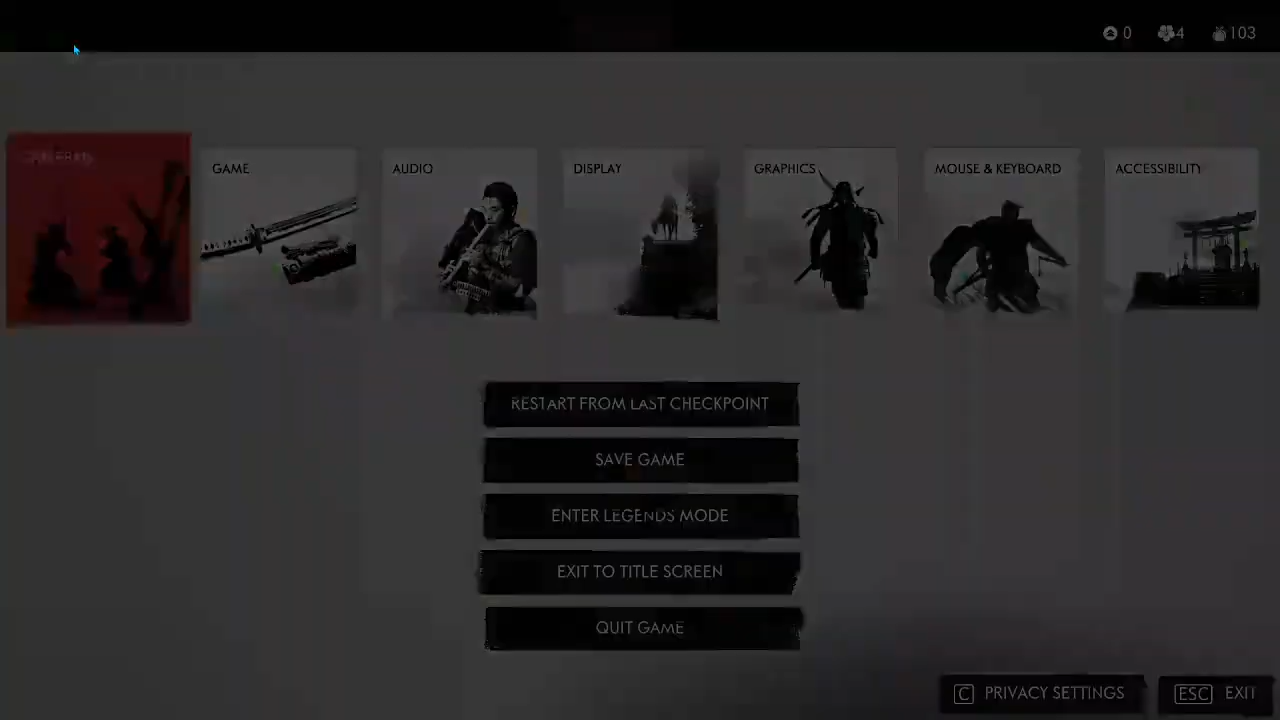 0 4 103
GAME
AUDIO
DISPLAY
GRAPHICS
MOUSE & KEYBOARD
ACCESSIBILITY
RESTART FROM LAST CHECKPOINT
SAVE GAME
ENTER LEGENDS MODE
EXIT TO TITLE SCREEN
QUIT GAME
C PRIVACY SETTINGS
ESC EXIT